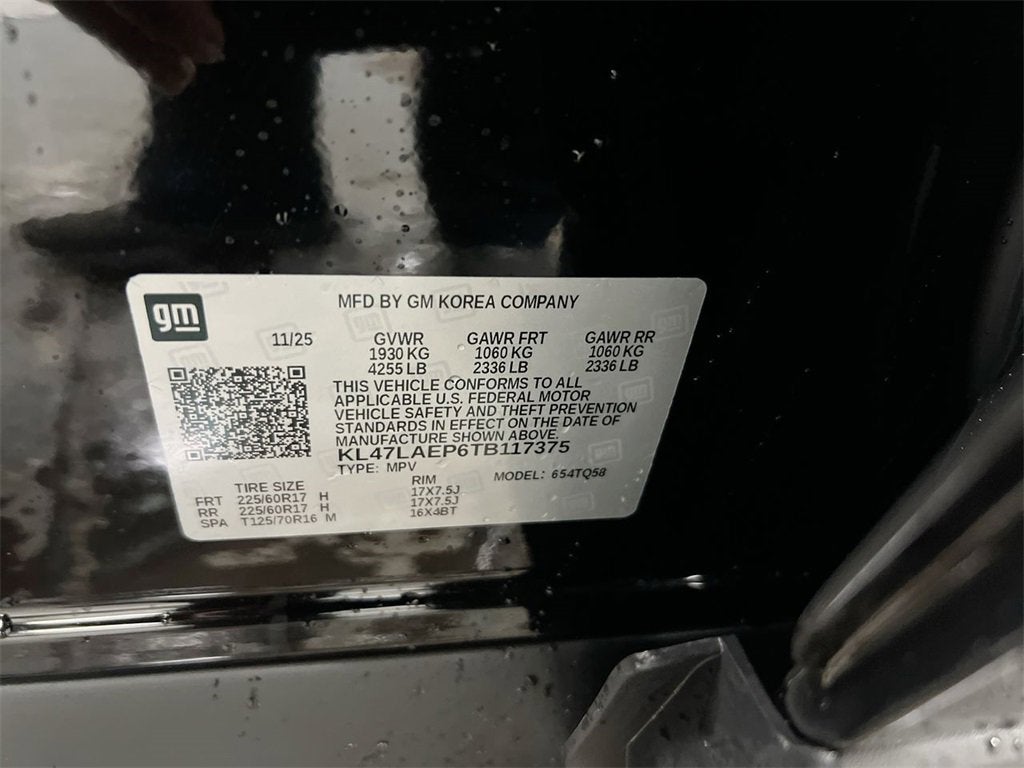 gm
MFD BY GM KOREA COMPANY
11/25 GVWR GAWR FRT GAWR RR
1930 KG 1060 KG 1060 KG
4255 LB 2336 LB 2336 LB
THIS VEHICLE CONFORMS TO ALL
APPLICABLE U.S. FEDERAL MOTOR
VEHICLE SAFETY AND THEFT PREVENTION
STANDARDS IN EFFECT ON THE DATE OF
MANUFACTURE SHOWN ABOVE.
KL47LAEP6TB117375
TYPE: MPV MODEL: 654TQ58
TIRE SIZE RIM
FRT 225/60R17 H 17X7.5J
RR 225/60R17 H 17X7.5J
SPA T125/70R16 M 16X4BT